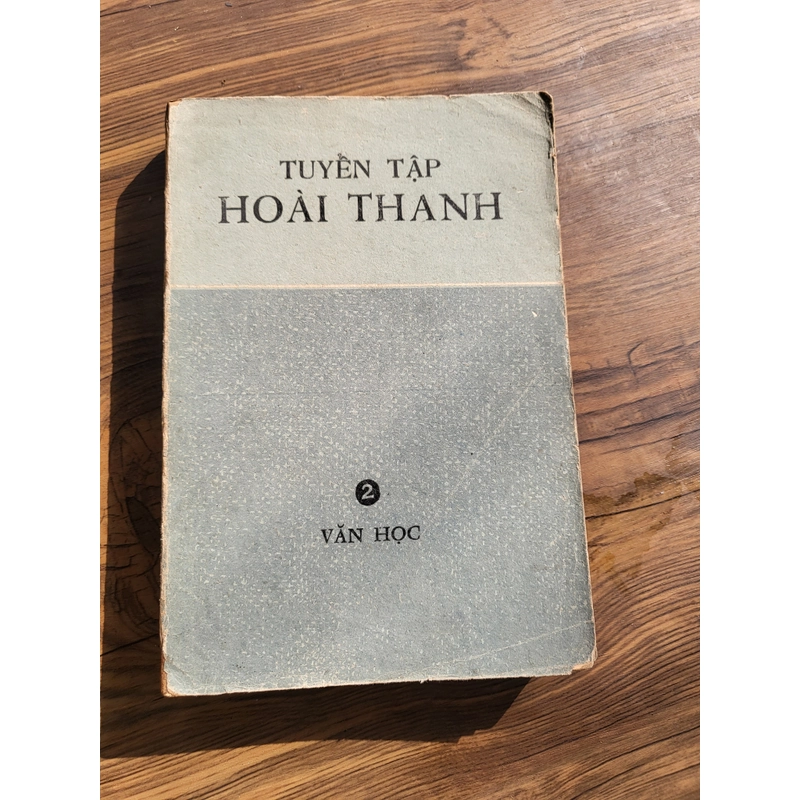 TUYỂN TẬP
HOÀI THANH
2
VĂN HỌC